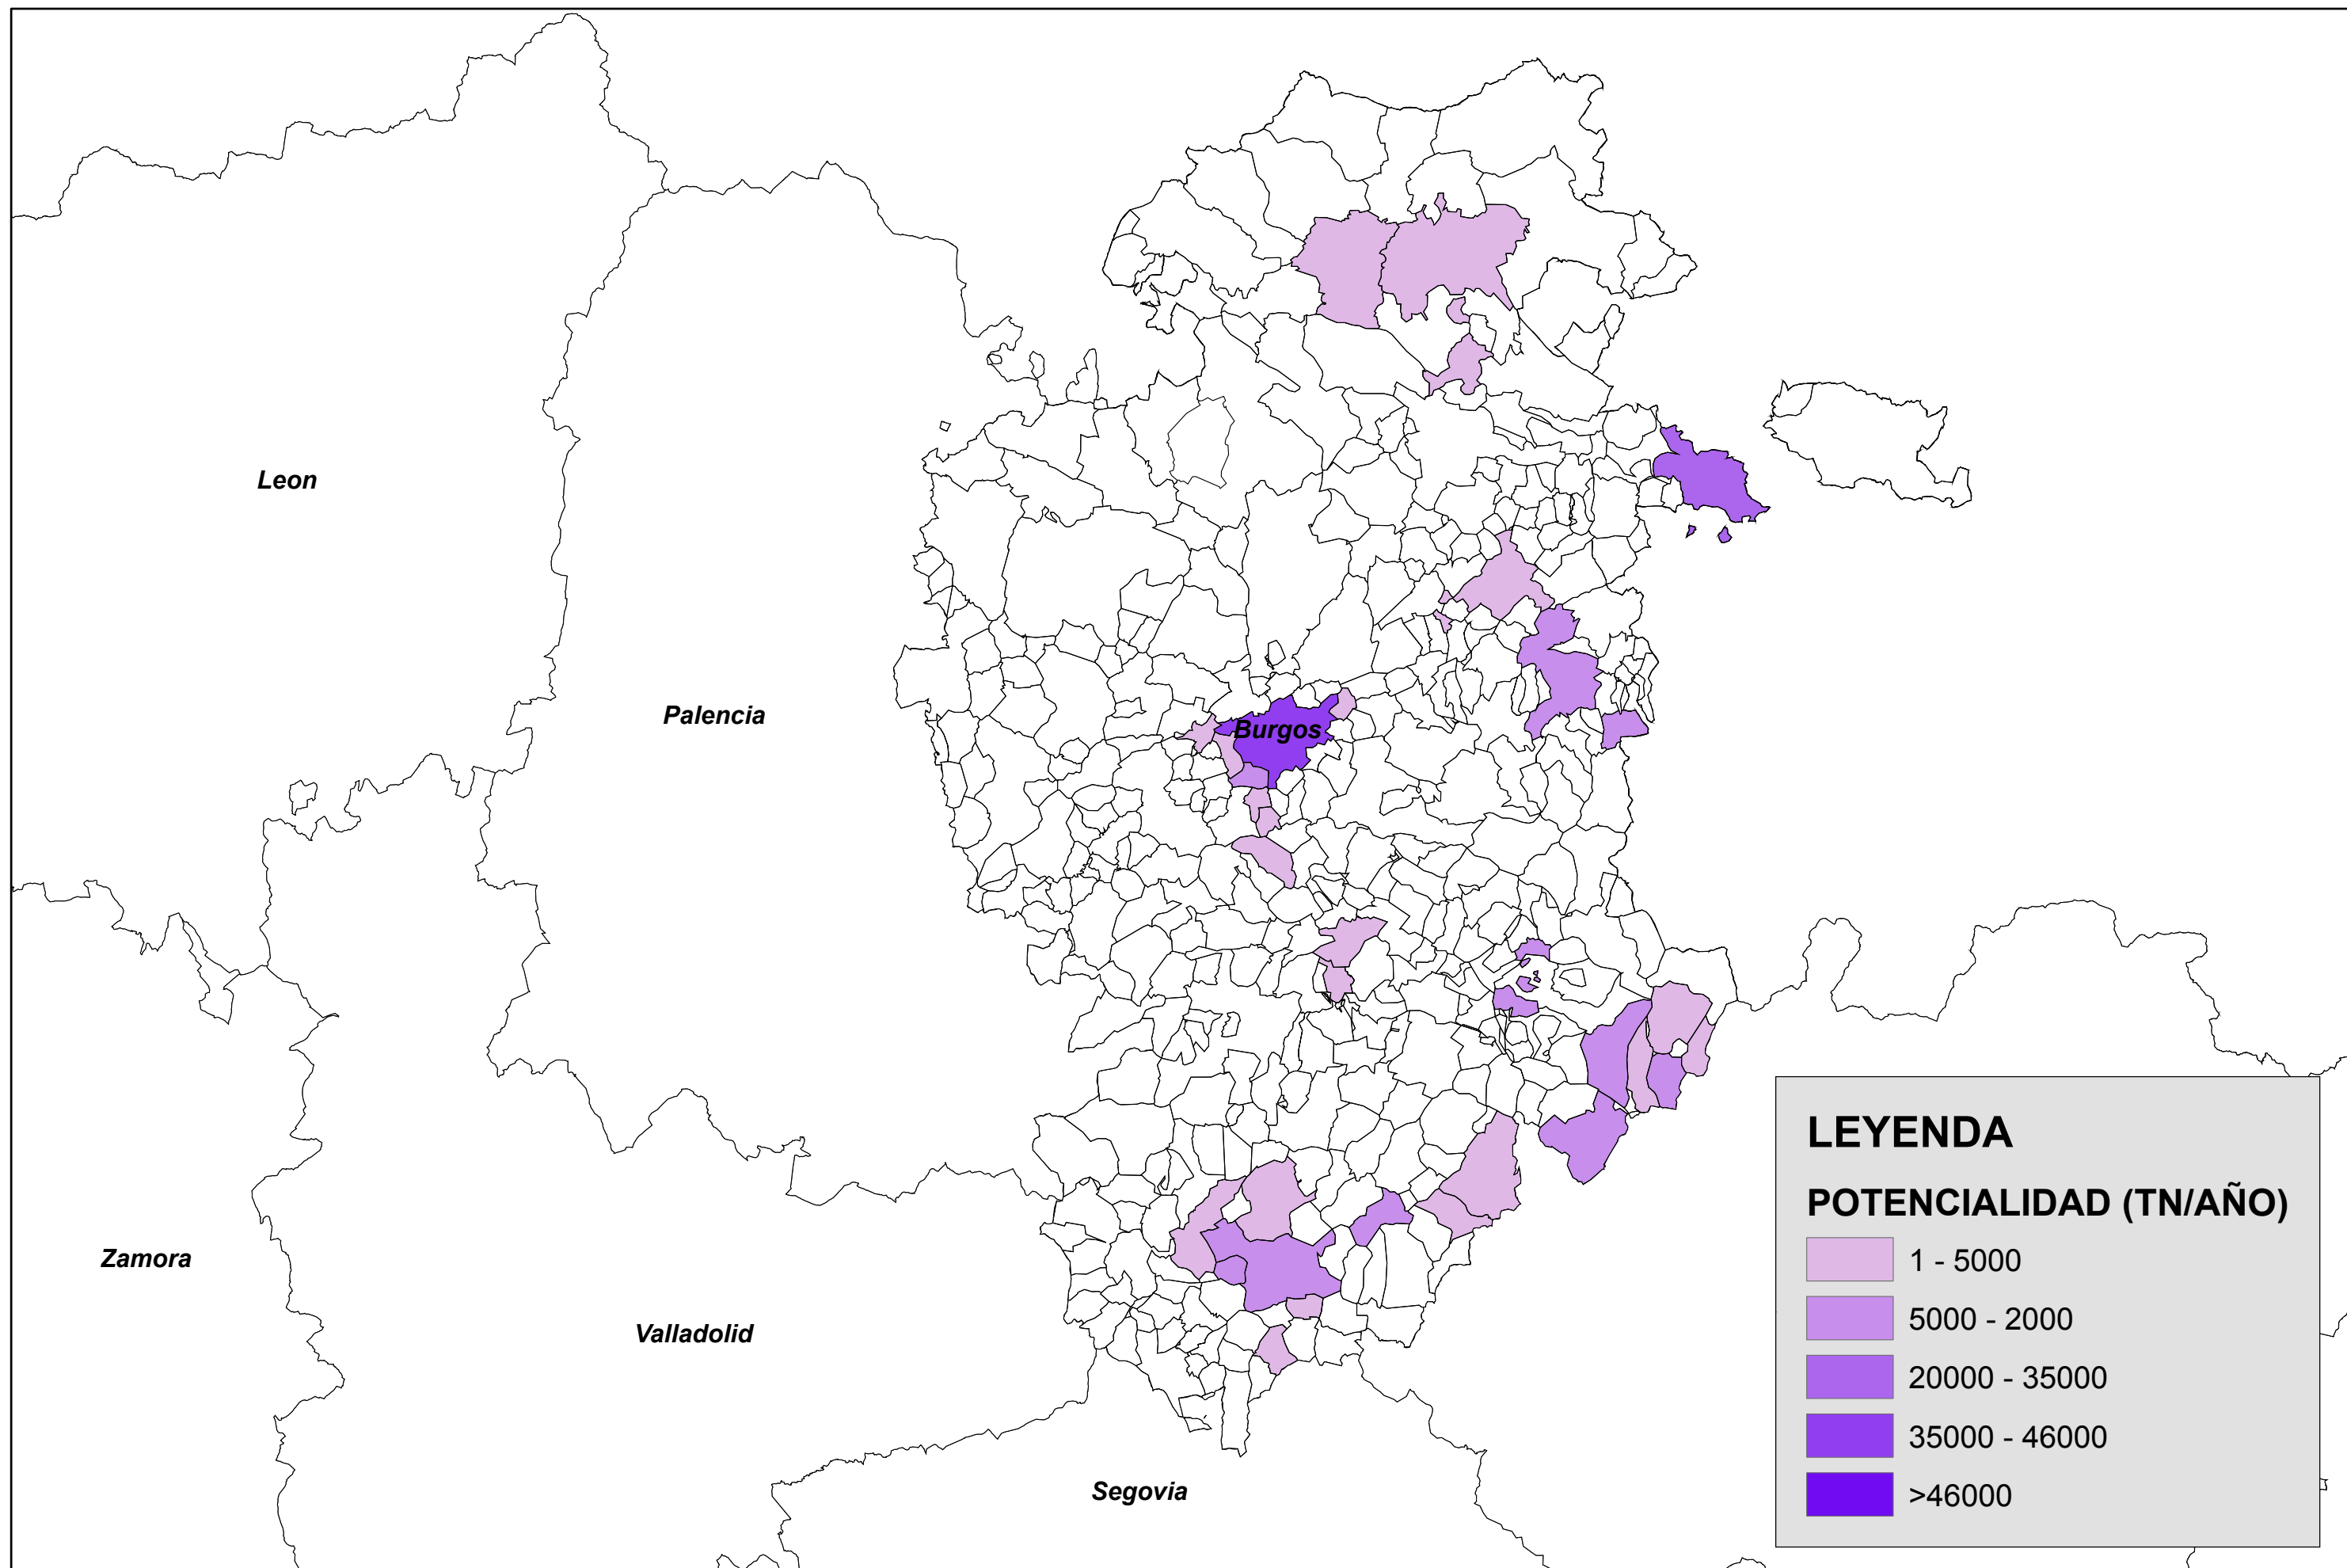 Leon
Palencia
Burgos
Zamora
Valladolid
Segovia
LEYENDA
POTENCIALIDAD (TN/AÑO)
1 - 5000
5000 - 2000
20000 - 35000
35000 - 46000
>46000